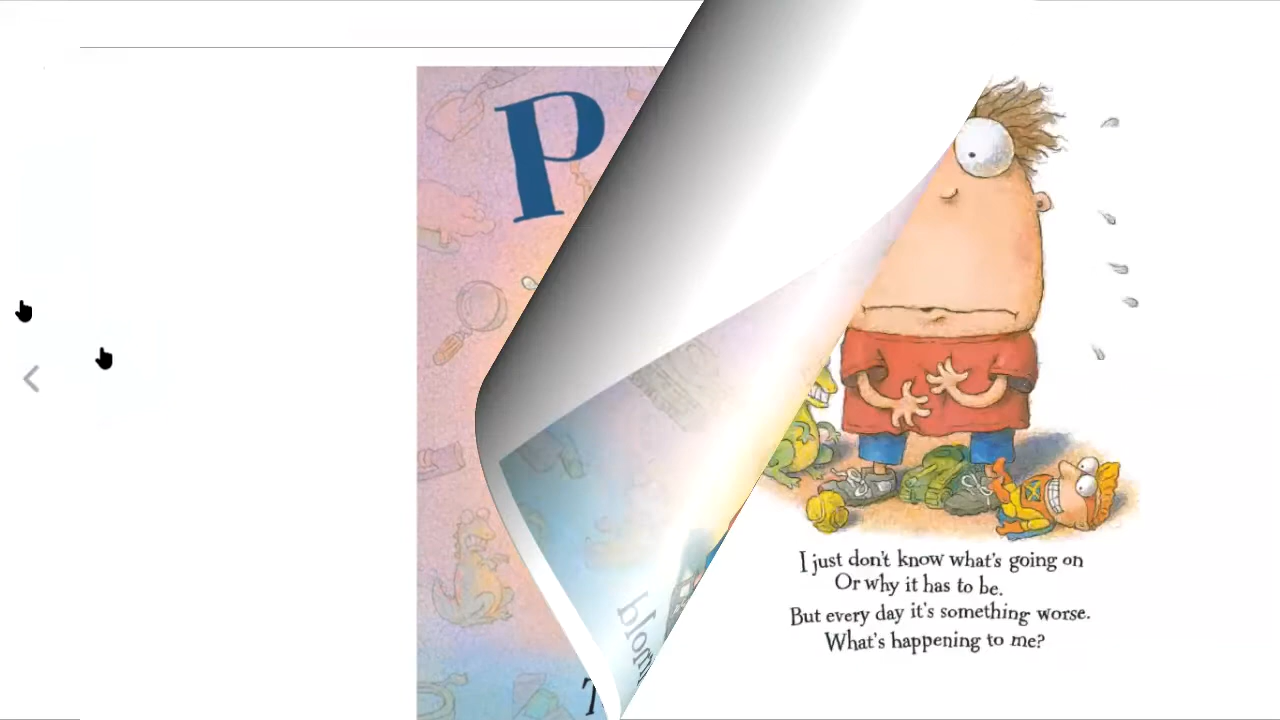 P
I just don't know what's going on
Or why it has to be.
But every day it's something worse.
What's happening to me?